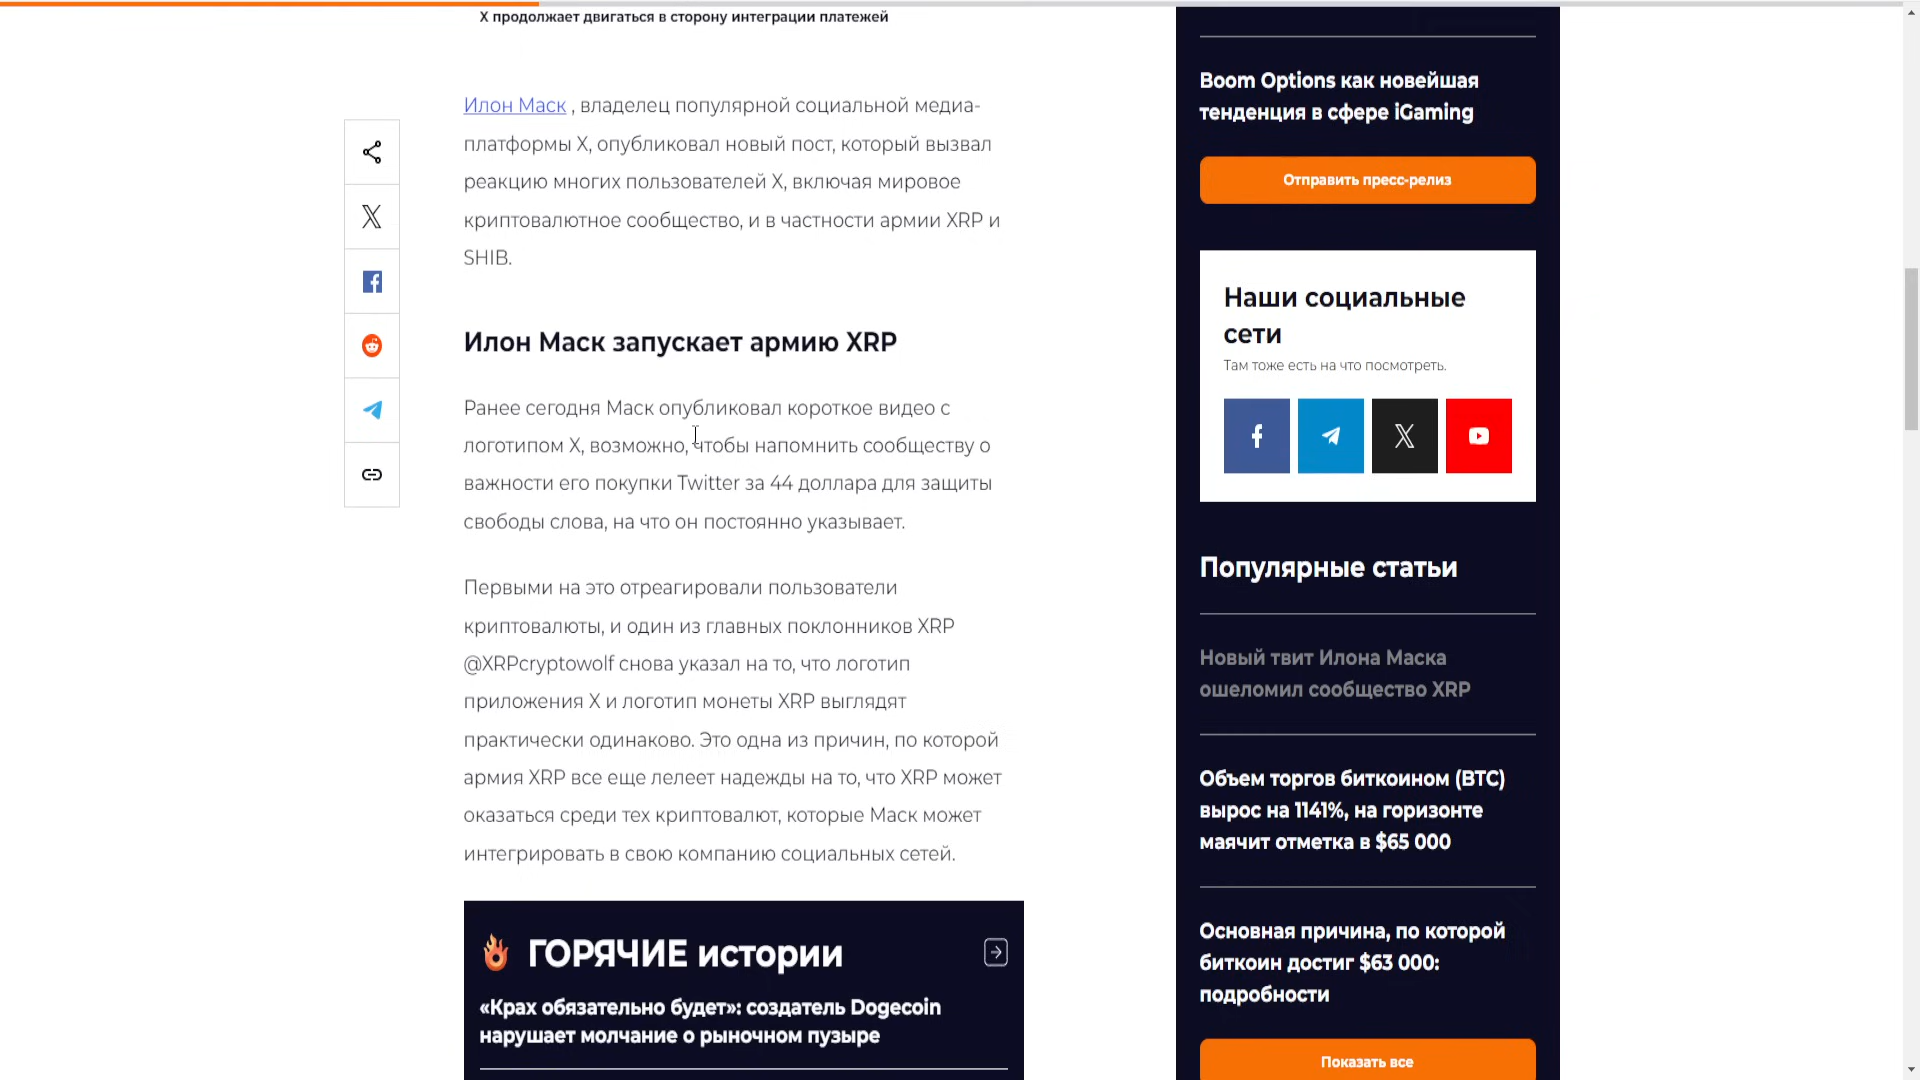 X продолжает двигаться в сторону интеграции платежей
Илон Маск , владелец популярной социальной медиа-
платформы X, опубликовал новый пост, который вызвал
реакцию многих пользователей X, включая мировое
криптовалютное сообщество, и в частности армии XRP и
SHIB.
Илон Маск запускает армию XRP
Ранее сегодня Маск опубликовал короткое видео с
логотипом X, возможно, чтобы напомнить сообществу о
важности его покупки Twitter за 44 доллара для защиты
свободы слова, на что он постоянно указывает.
Первыми на это отреагировали пользователи
криптовалюты, и один из главных поклонников XRP
@XRPcryptowolf снова указал на то, что логотип
приложения X и логотип монеты XRP выглядят
практически одинаково. Это одна из причин, по которой
армия XRP все еще лелеет надежды на то, что XRP может
оказаться среди тех криптовалют, которые Маск может
интегрировать в свою компанию социальных сетей.
ГОРЯЧИЕ истории
«Крах обязательно будет»: создатель Dogecoin
нарушает молчание о рыночном пузыре
Boom Options как новейшая
тенденция в сфере iGaming
Отправить пресс-релиз
Наши социальные
сети
Там тоже есть на что посмотреть.
Популярные статьи
Новый твит Илона Маска
ошеломил сообщество XRP
Объем торгов биткоином (BTC)
вырос на 1141%, на горизонте
маячит отметка в $65 000
Основная причина, по которой
биткоин достиг $63 000:
подробности
Показать все